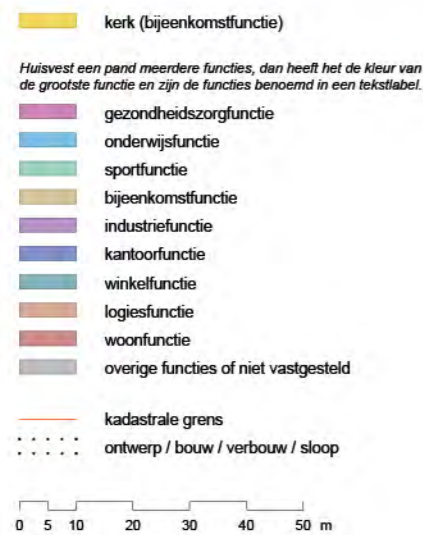 kerk (bijeenkomstfunctie)
Huisvest een pand meerdere functies, dan heeft het de kleur van
de grootste functie en zijn de functies benoemd in een tekstlabel.
gezondheidszorgfunctie
onderwijsfunctie
sportfunctie
bijeenkomstfunctie
industriefunctie
kantoorfunctie
winkelfunctie
logiesfunctie
woonfunctie
overige functies of niet vastgesteld
kadastrale grens
ontwerp / bouw / verbouw / sloop
0 5 10 20 30 40 50 m